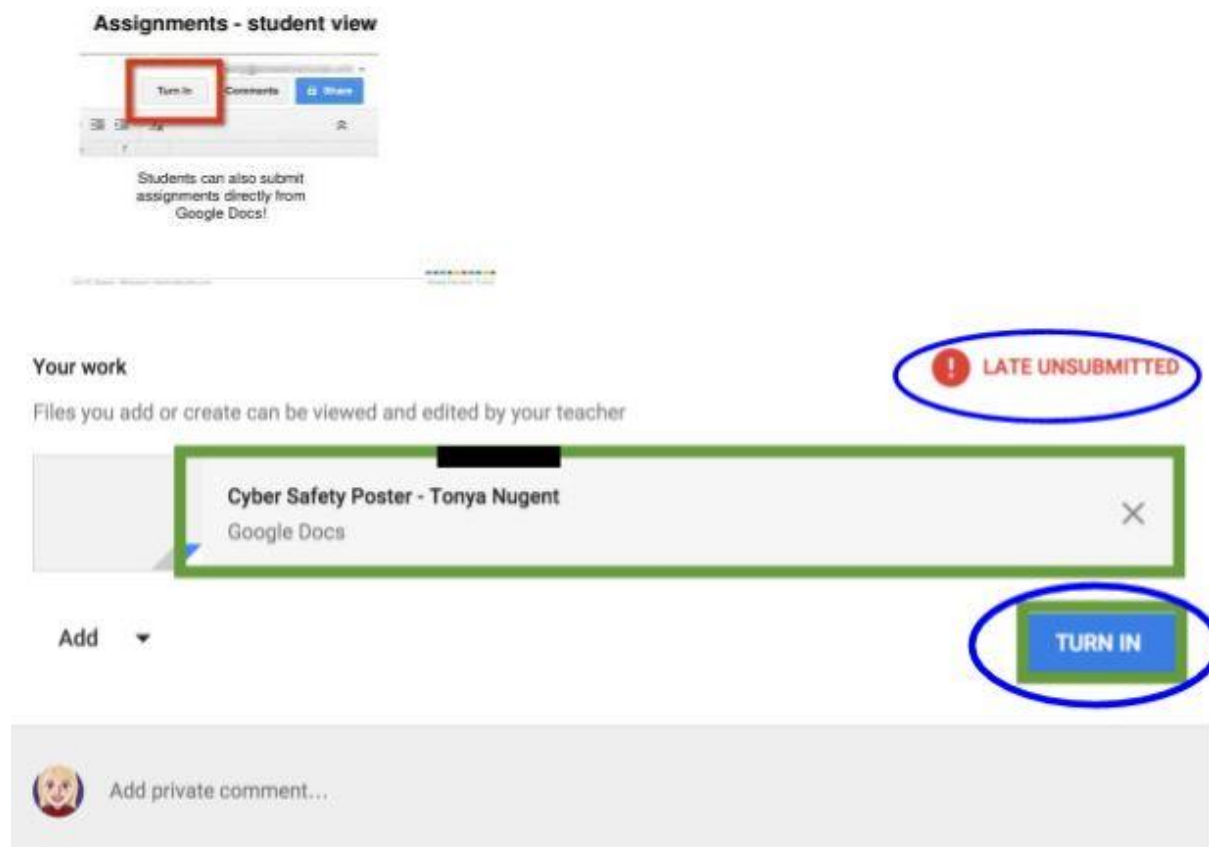 Assignments - student view
Turn In
Comments
Share
Students can also submit
assignments directly from
Google Docs!
Your work
LATE UNSUBMITTED
Files you add or create can be viewed and edited by your teacher
Cyber Safety Poster - Tonya Nugent
Google Docs
Add
TURN IN
Add private comment...